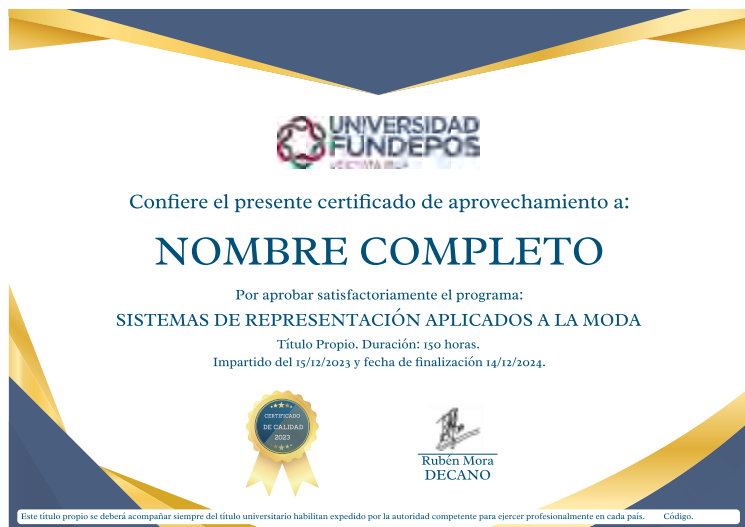 UNIVERSIDAD
FUNDEPOS
Confiere el presente certificado de aprovechamiento a:
NOMBRE COMPLETO
Por aprobar satisfactoriamente el programa:
SISTEMAS DE REPRESENTACIÓN APLICADOS A LA MODA
Título Propio. Duración: 150 horas.
Impartido del 15/12/2023 y fecha de finalización 14/12/2024.
CERTIFICADO
DE CALIDAD
2023
Rubén Mora
DECANO
Este título propio se deberá acompañar siempre del título universitario habilitan expedido por la autoridad competente para ejercer profesionalmente en cada país. Código.